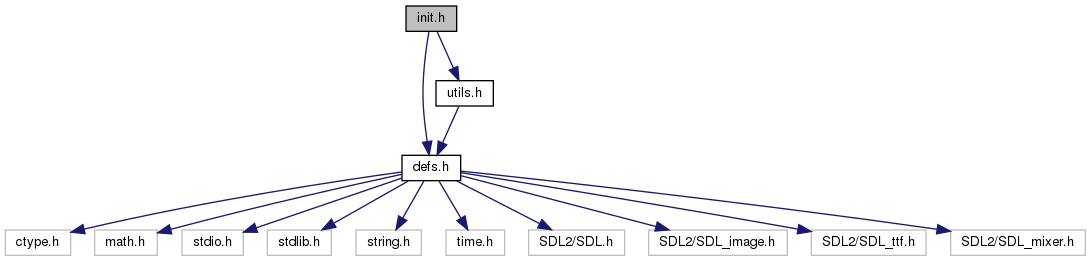 init.h
utils.h
defs.h
ctype.h
math.h
stdio.h
stdlib.h
string.h
time.h
SDL2/SDL.h
SDL2/SDL_image.h
SDL2/SDL_ttf.h
SDL2/SDL_mixer.h